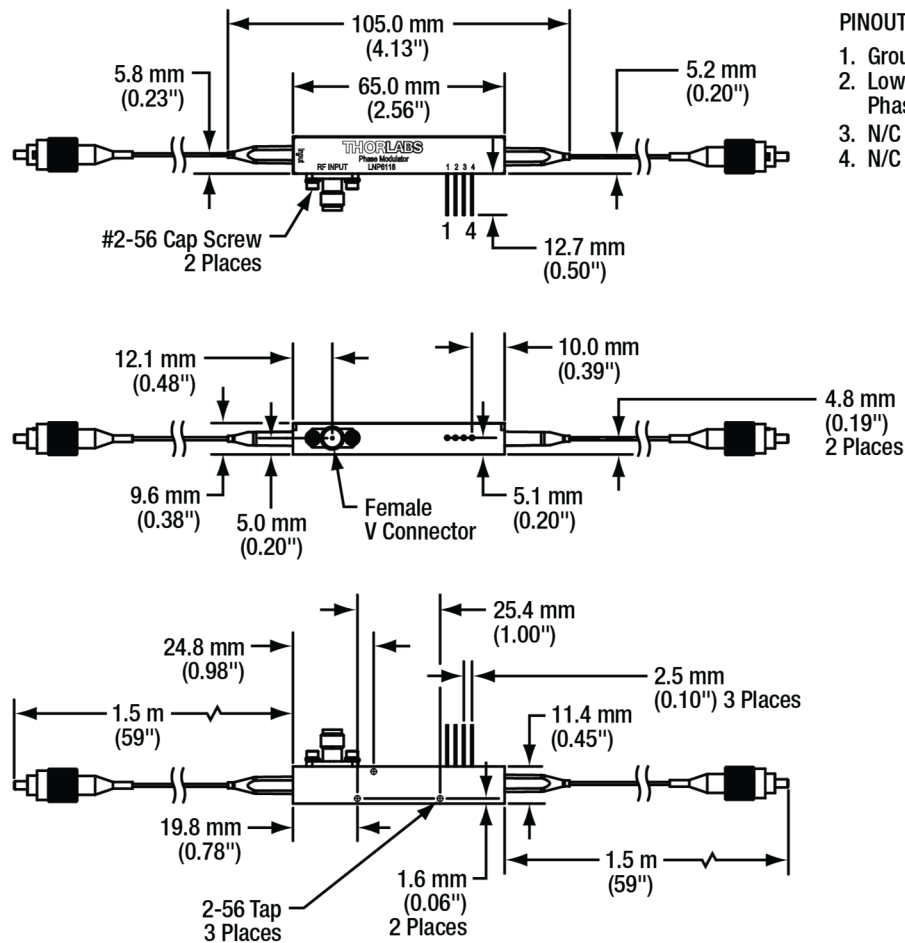 105.0 mm
(4.13")
PINOUT
5.8 mm
(0.23")
65.0 mm
(2.56")
5.2 mm
(0.20")
1.
2. Low
3. N/C
4. N/C
THORLABS
Phase Modulator
LNP6118
Input
RF INPUT
1 2 3 4
1 4
#2-56 Cap Screw
2 Places
12.7 mm
(0.50")
12.1 mm
(0.48")
10.0 mm
(0.39")
4.8 mm
(0.19")
2 Places
9.6 mm
(0.38")
5.0 mm
(0.20")
Female
V Connector
5.1 mm
(0.20")
25.4 mm
(1.00")
24.8 mm
(0.98")
2.5 mm
(0.10") 3 Places
1.5 m
(59")
11.4 mm
(0.45")
19.8 mm
(0.78")
2-56 Tap
3 Places
1.6 mm
(0.06")
2 Places
1.5 m
(59")